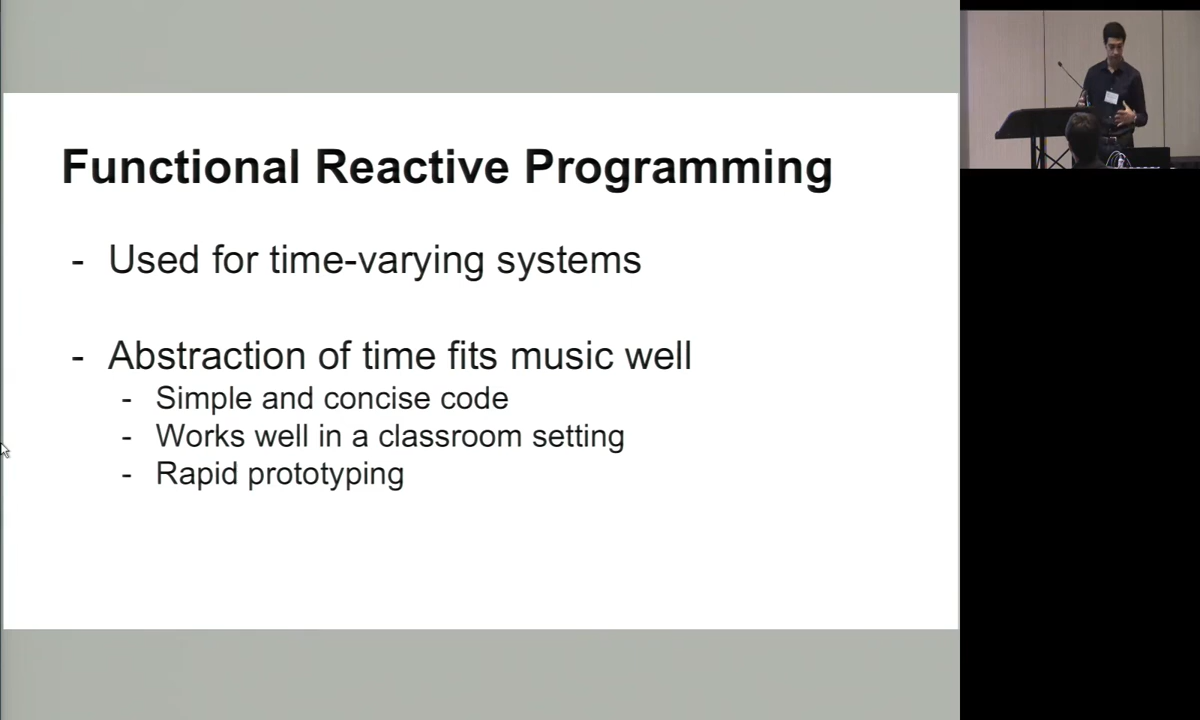 Functional Reactive Programming
- Used for time-varying systems
- Abstraction of time fits music well
- Simple and concise code
- Works well in a classroom setting
- Rapid prototyping